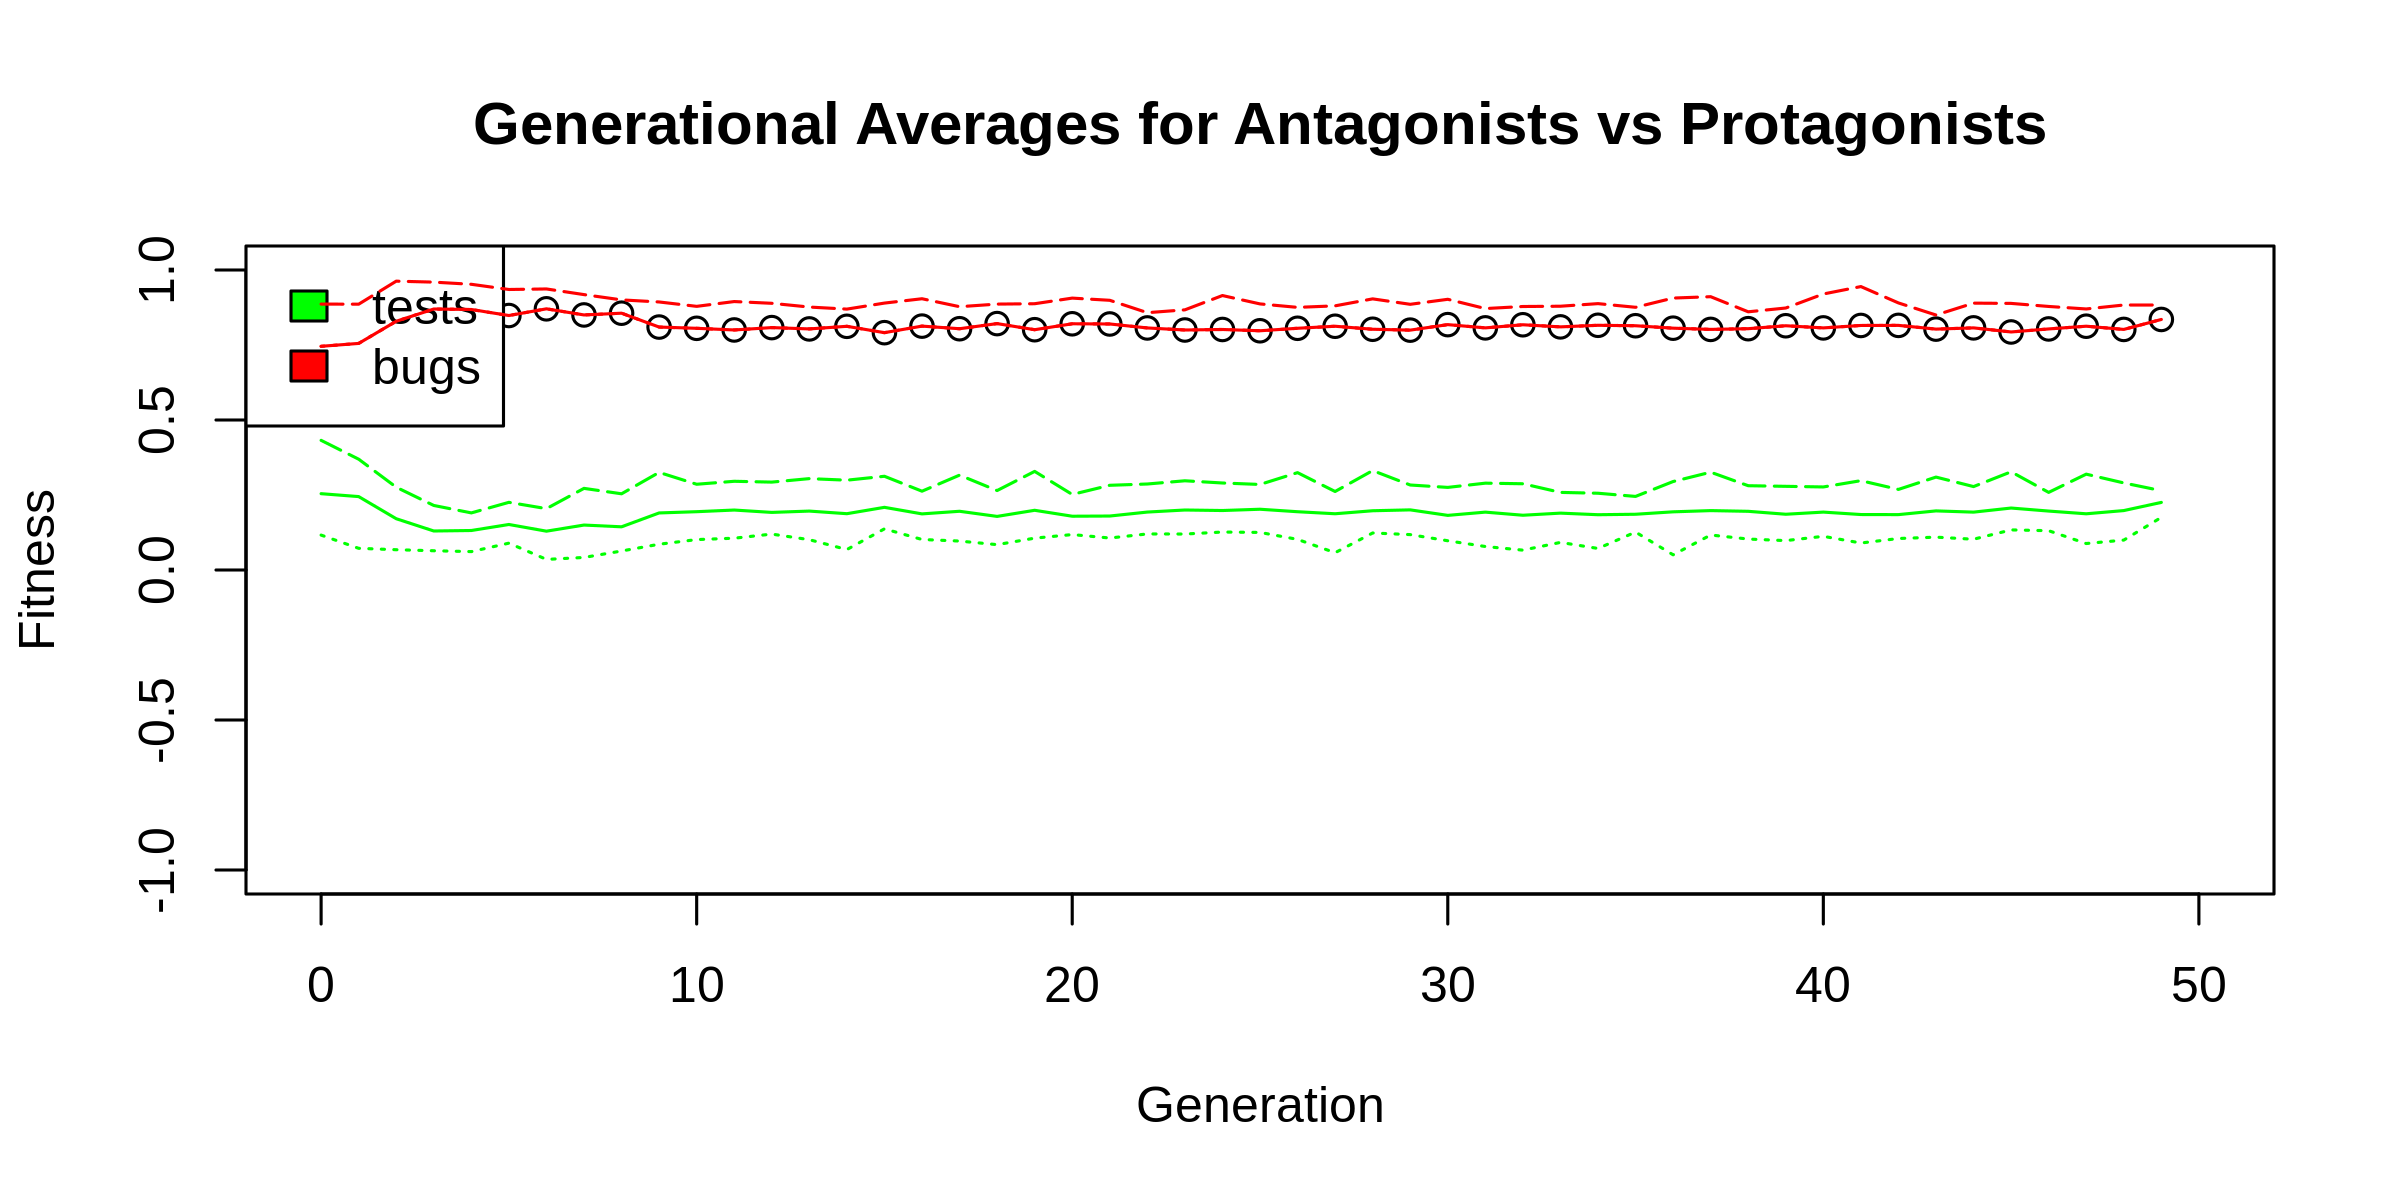 Generational Averages for Antagonists vs Protagonists
tests
bugs
Fitness
1.0
0.5
0.0
-0.5
-1.0
0 10 20 30 40 50
Generation